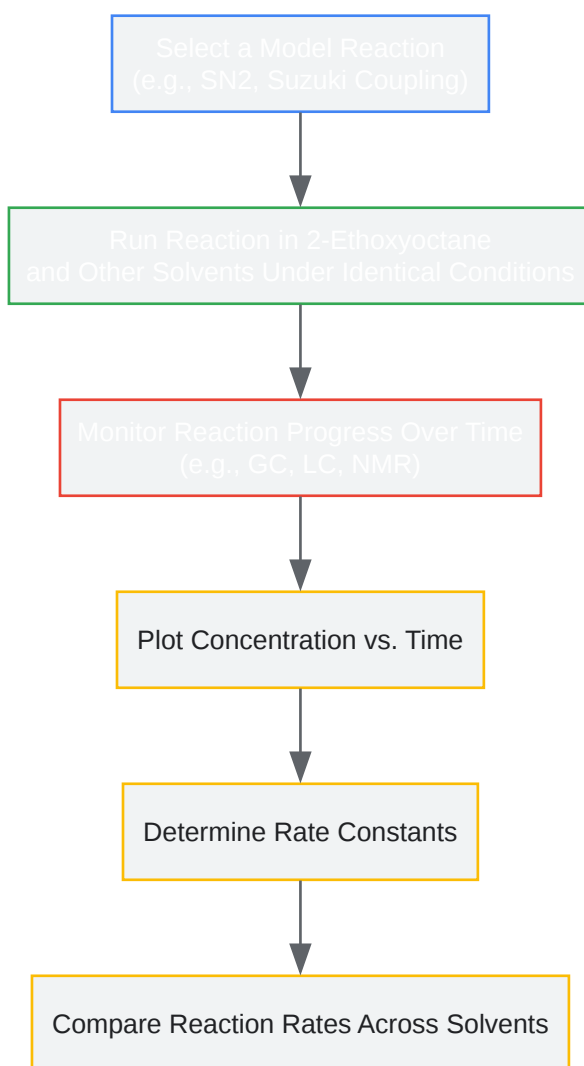 Select a Model Reaction
(e.g., SN2, Suzuki Coupling)
Run Reaction in 2-Ethoxyoctane
and Other Solvents Under Identical Conditions
Monitor Reaction Progress Over Time
(e.g., GC, LC, NMR)
Plot Concentration vs. Time
Determine Rate Constants
Compare Reaction Rates Across Solvents